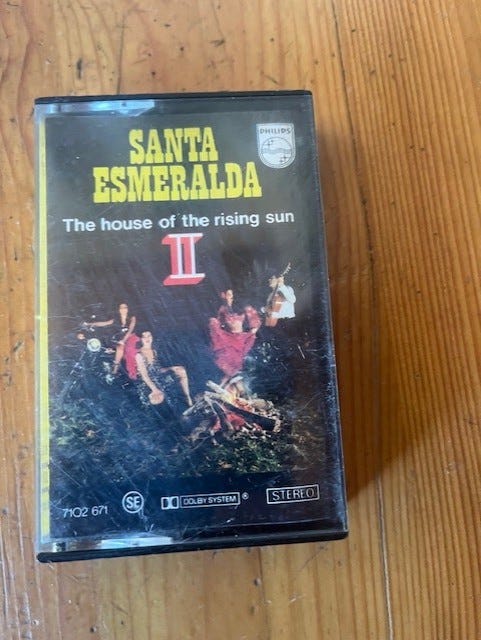 SANTA
ESMERALDA
PHILIPS
The house of the rising sun
II
7102 671
SE
DOLBY SYSTEM ®
STEREO